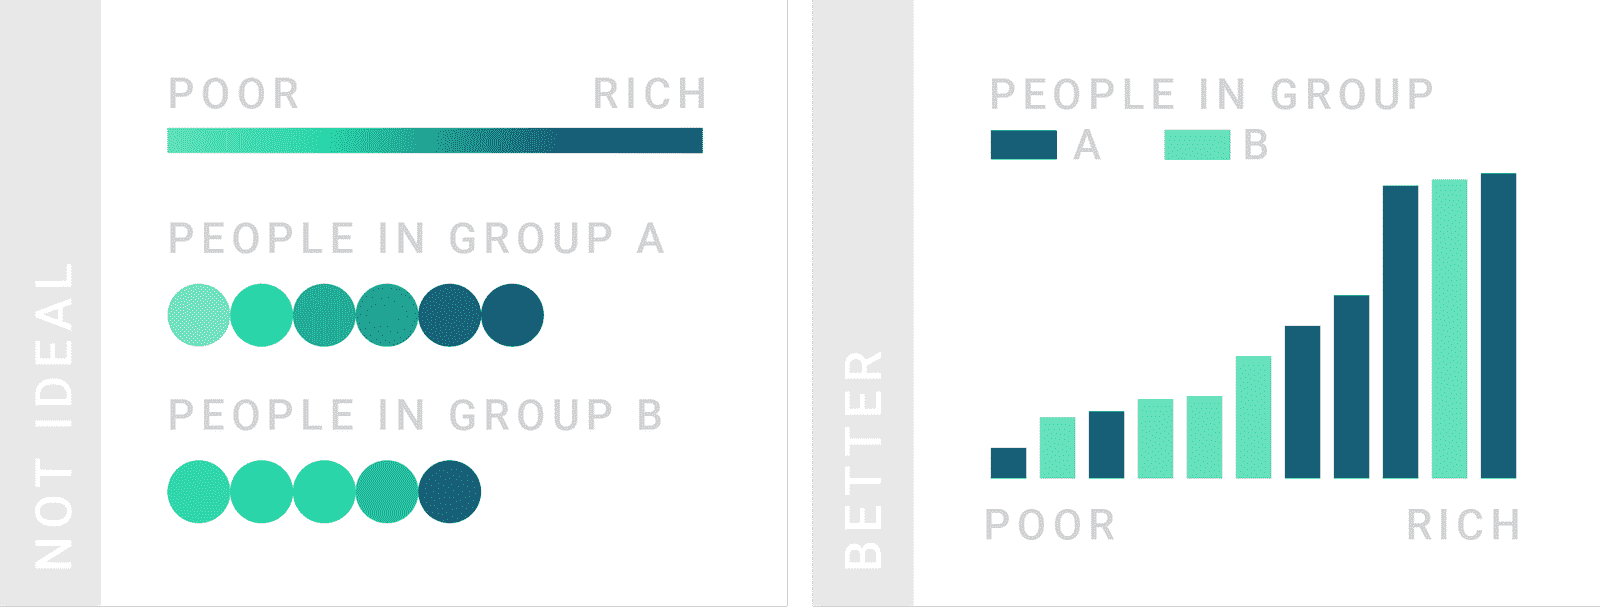 NOT IDEAL
POOR RICH
PEOPLE IN GROUP A
PEOPLE IN GROUP B
BETTER
PEOPLE IN GROUP
A B
POOR RICH